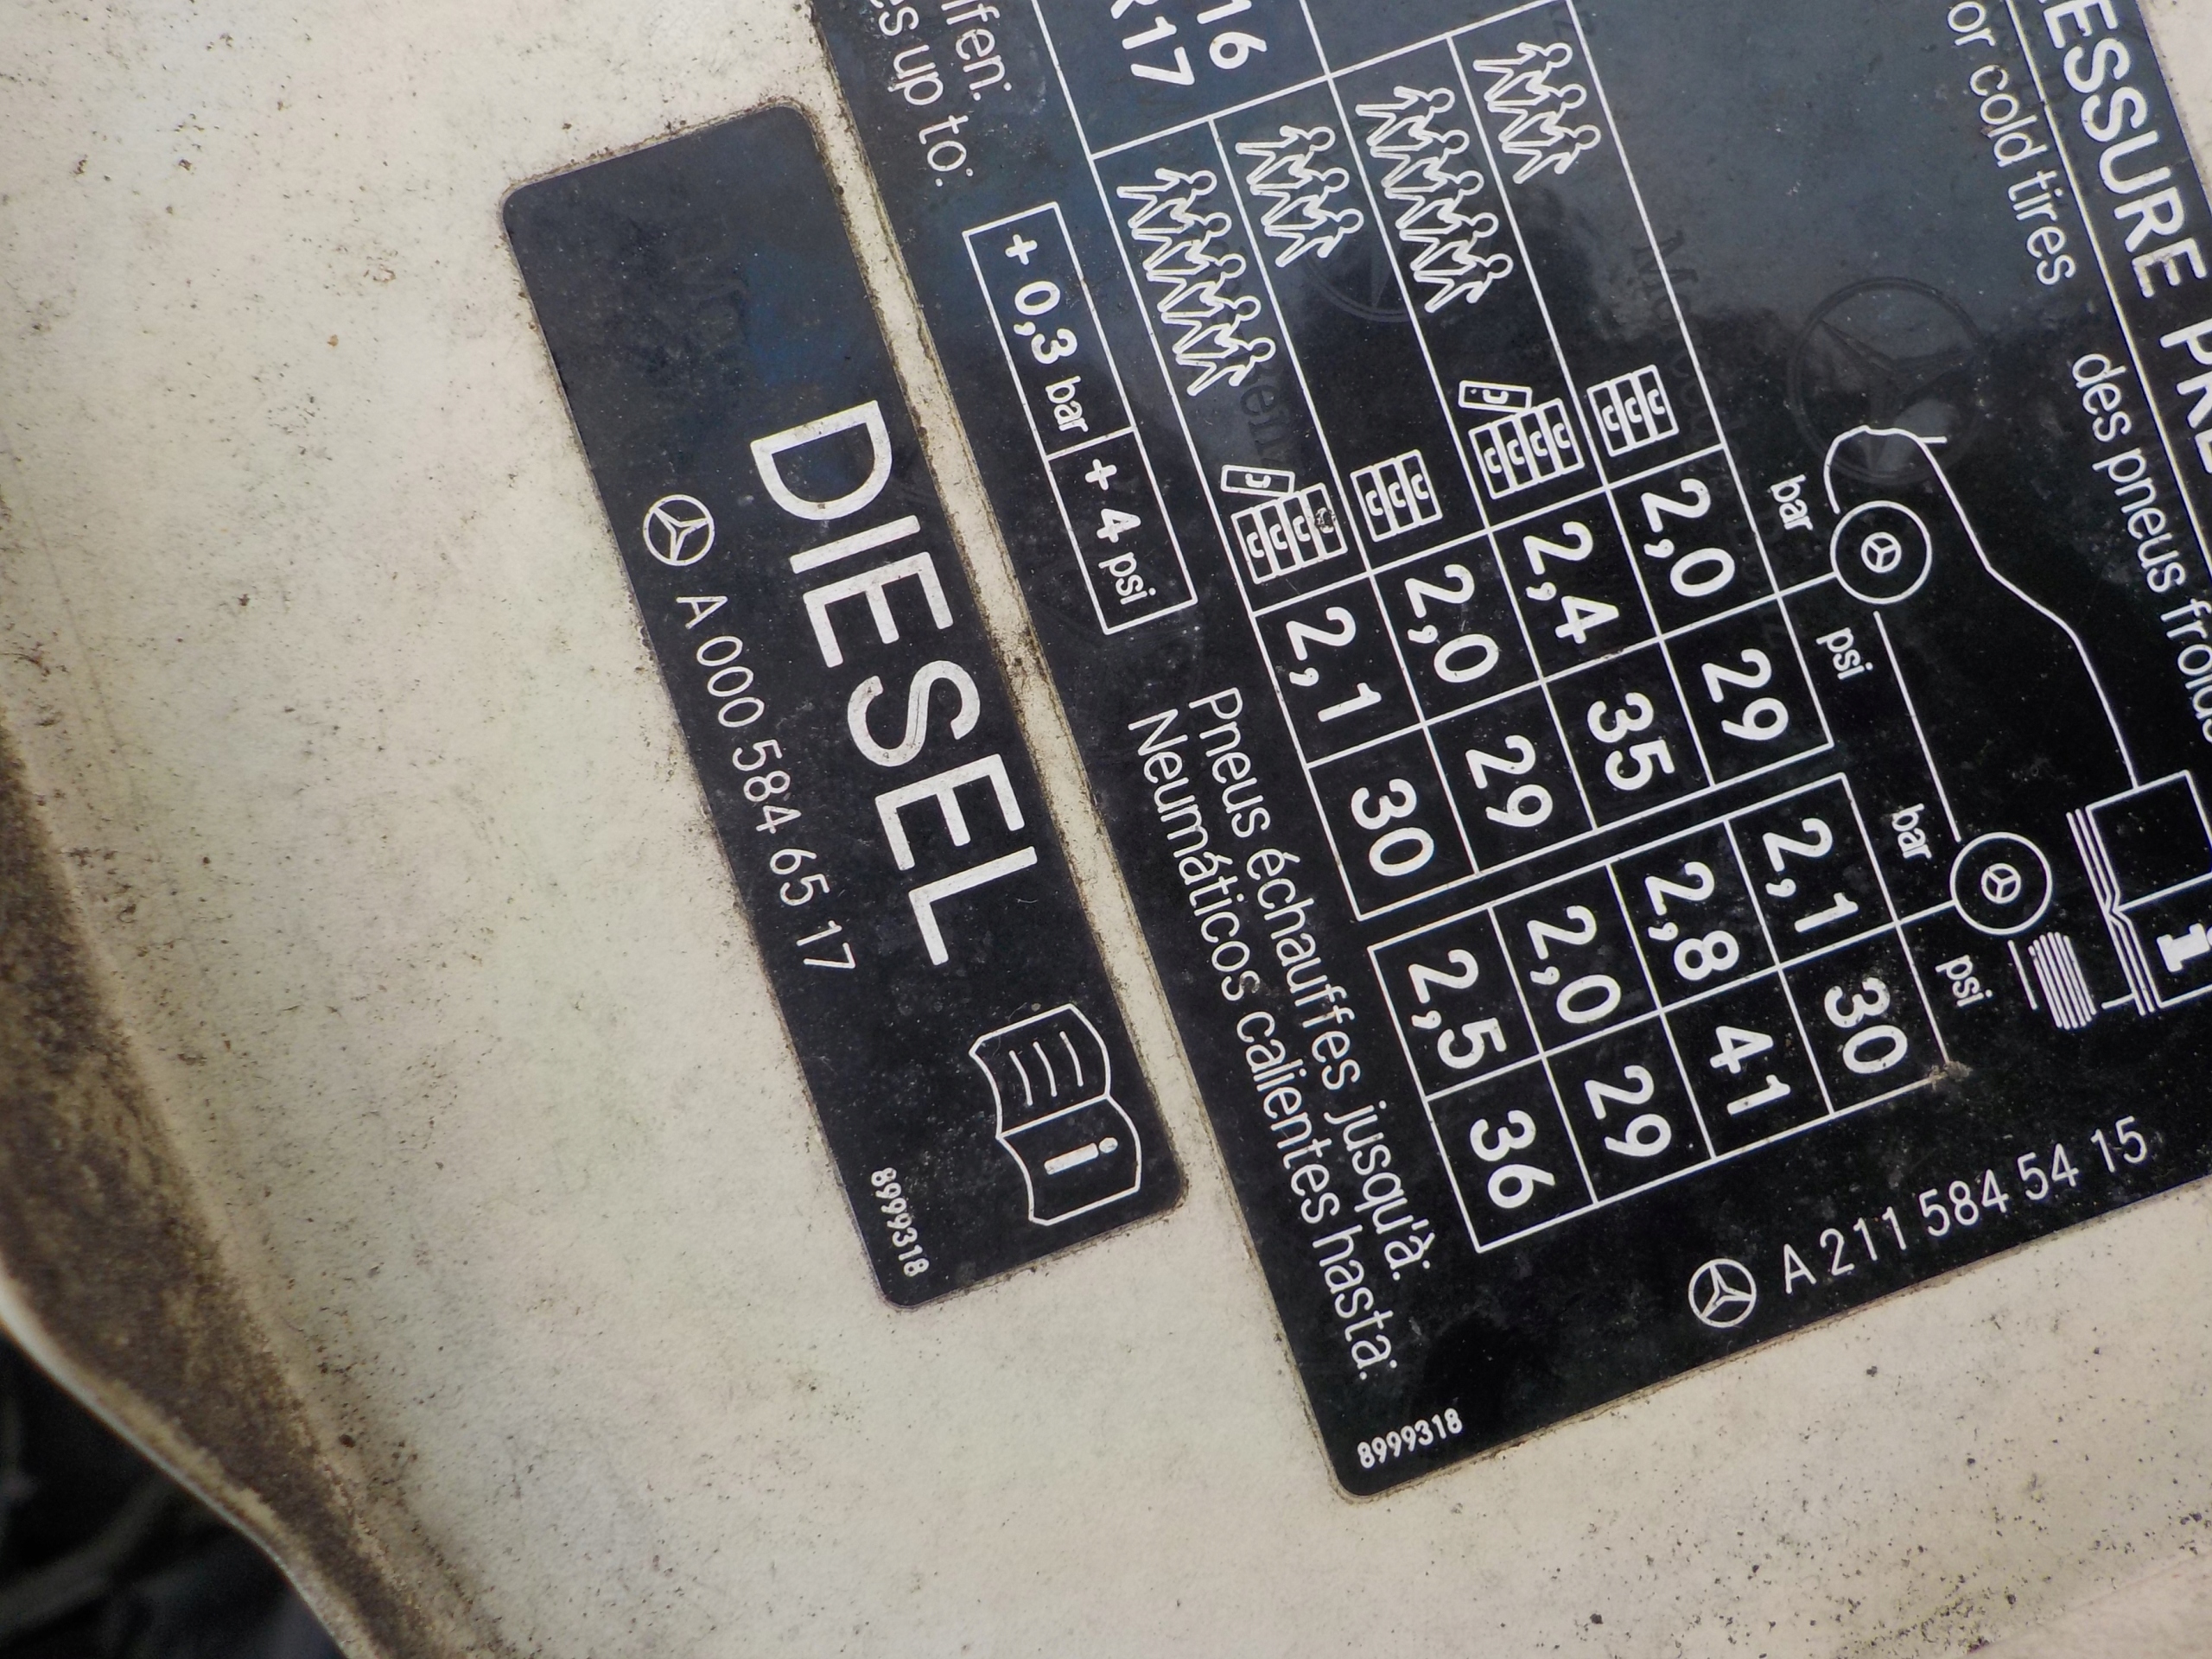 ESSURE
or cold tires
des pneus
bar psi bar psi
2,0 29 2,1 30
2,4 35 2,8 41
16
R17
2,0 29 2,0 29
2,1 30 2,5 36
ifen:
es up to:
+ 0,3 bar + 4 psi
Pneus échauffes jusqu'à:
Neumáticos calientes hasta:
A 211 584 54 15
8999318
DIESEL
i
A 000 584 65 17
8999318